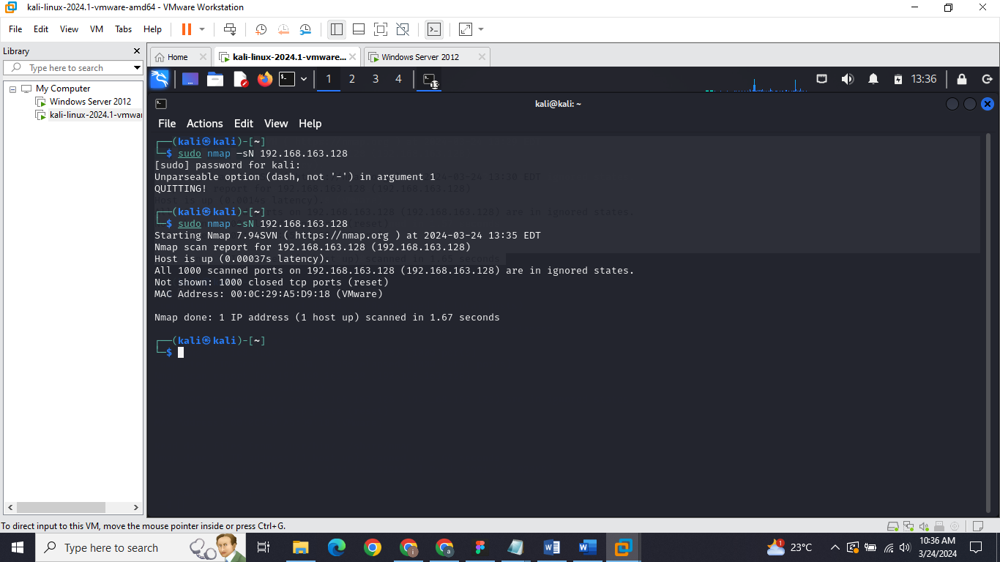 kali-linux-2024.1-vmware-amd64 - VMware Workstation
File Edit View VM Tabs Help
Library
Type here to search
My Computer
Windows Server 2012
kali-linux-2024.1-vmwar
Home
kali-linux-2024.1-vmware...
Windows Server 2012
1 2 3 4
13
13:36
kali@kali: ~
File Actions Edit View Help
┌──(kali㉿kali)-[~]
└─$ sudo nmap –sN 192.168.163.128
[sudo] password for kali:
Unparseable option (dash, not '-') in argument 1
QUITTING!
┌──(kali㉿kali)-[~]
└─$ sudo nmap -sN 192.168.163.128
Starting Nmap 7.94SVN ( https://nmap.org ) at 2024-03-24 13:35 EDT
Nmap scan report for 192.168.163.128 (192.168.163.128)
Host is up (0.00037s latency).
All 1000 scanned ports on 192.168.163.128 (192.168.163.128) are in ignored states.
Not shown: 1000 closed tcp ports (reset)
MAC Address: 00:0C:29:A5:D9:18 (VMware)
Nmap done: 1 IP address (1 host up) scanned in 1.67 seconds
┌──(kali㉿kali)-[~]
└─$
To direct input to this VM, move the mouse pointer inside or press Ctrl+G.
Type here to search
1
23°C
10:36 AM
3/24/2024